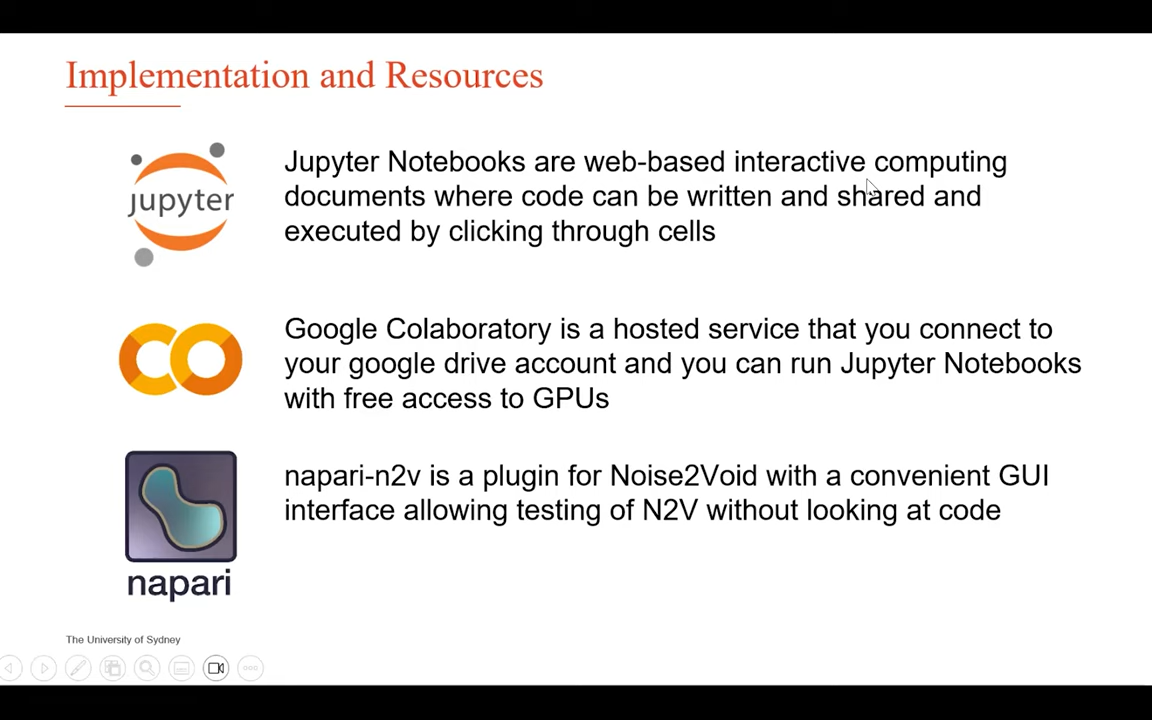 Implementation and Resources
jupyter
Jupyter Notebooks are web-based interactive computing
documents where code can be written and shared and
executed by clicking through cells
Google Colaboratory is a hosted service that you connect to
your google drive account and you can run Jupyter Notebooks
with free access to GPUs
napari-n2v is a plugin for Noise2Void with a convenient GUI
interface allowing testing of N2V without looking at code
napari
The University of Sydney